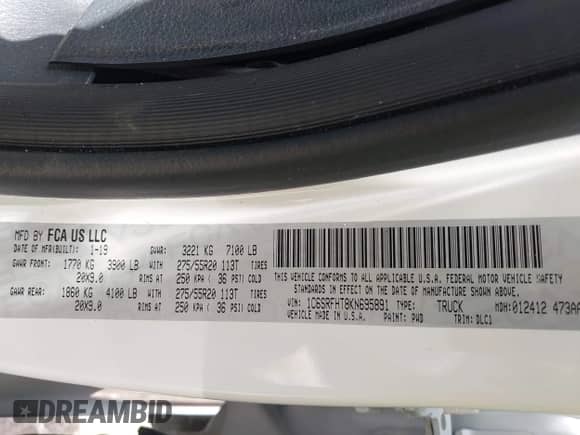 MFD BY FCA US LLC
DATE OF MFR(BUILT): 1-19 GVWR: 3221 KG 7100 LB
GAWR FRONT: 1770 KG 3900 LB WITH 275/55R20 113T TIRES
20X9.0 RIMS AT 250 KPA ( 36 PSI) COLD
GAWR REAR: 1860 KG 4100 LB WITH 275/55R20 113T TIRES
20X9.0 RIMS AT 250 KPA ( 36 PSI) COLD
THIS VEHICLE CONFORMS TO ALL APPLICABLE U.S.A. FEDERAL MOTOR VEHICLE SAFETY
STANDARDS IN EFFECT ON THE DATE OF MANUFACTURE SHOWN ABOVE.
VIN: 1C6SRFHT8KN695891 TYPE: TRUCK MDH: 012412 473AA
MADE IN U.S.A. PAINT: PWD TRIM: DLC1
DREAMBID